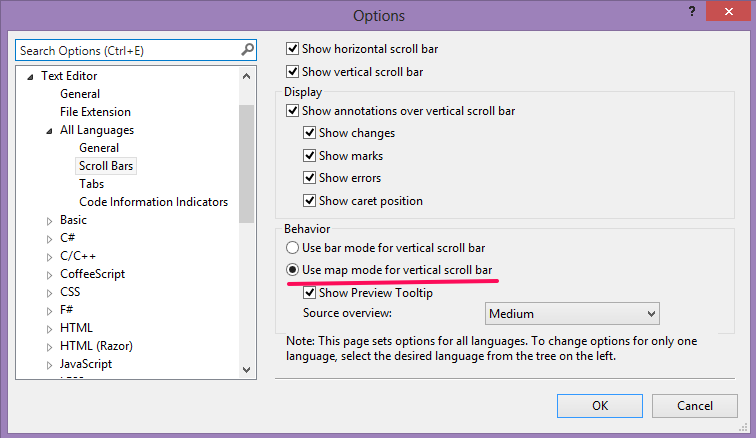 Options
?
Search Options (Ctrl+E)
Text Editor
General
File Extension
All Languages
General
Scroll Bars
Tabs
Code Information Indicators
Basic
C#
C/C++
CoffeeScript
CSS
F#
HTML
HTML (Razor)
JavaScript
Show horizontal scroll bar
Show vertical scroll bar
Display
Show annotations over vertical scroll bar
Show changes
Show marks
Show errors
Show caret position
Behavior
Use bar mode for vertical scroll bar
Use map mode for vertical scroll bar
Show Preview Tooltip
Source overview: Medium
Note: This page sets options for all languages. To change options for only one
language, select the desired language from the tree on the left.
OK
Cancel